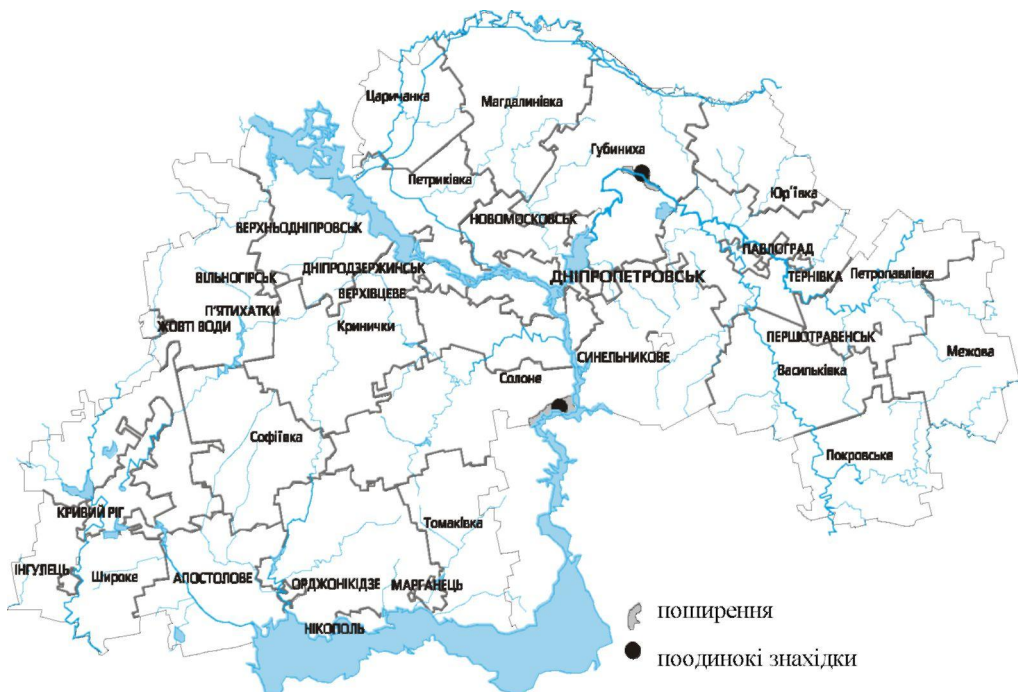 Царичанка
Магдалинівка
Губиниха
Петриківка
Юр'ївка
НОВОМОСКОВСЬК
ВЕРХНЬОДНІПРОВСЬК
ПАВЛОГРАД
ДНІПРОДЗЕРЖИНСЬК
ДНІПРОПЕТРОВСЬК
ТЕРНІВКА
Петропавлівка
ВІЛЬНОГІРСЬК
ВЕРХІВЦЕВЕ
П'ЯТИХАТКИ
ЖОВТІ ВОДИ
Кринички
ПЕРШОТРАВЕНСЬК
СИНЕЛЬНИКОВЕ
Межова
Васильківка
Солоне
Софіївка
Покровське
КРИВИЙ РІГ
Томаківка
ІНГУЛЕЦЬ
Широке
АПОСТОЛОВЕ
ОРДЖОНІКІДЗЕ
МАРГАНЕЦЬ
НІКОПОЛЬ
поширення
поодинокі знахідки